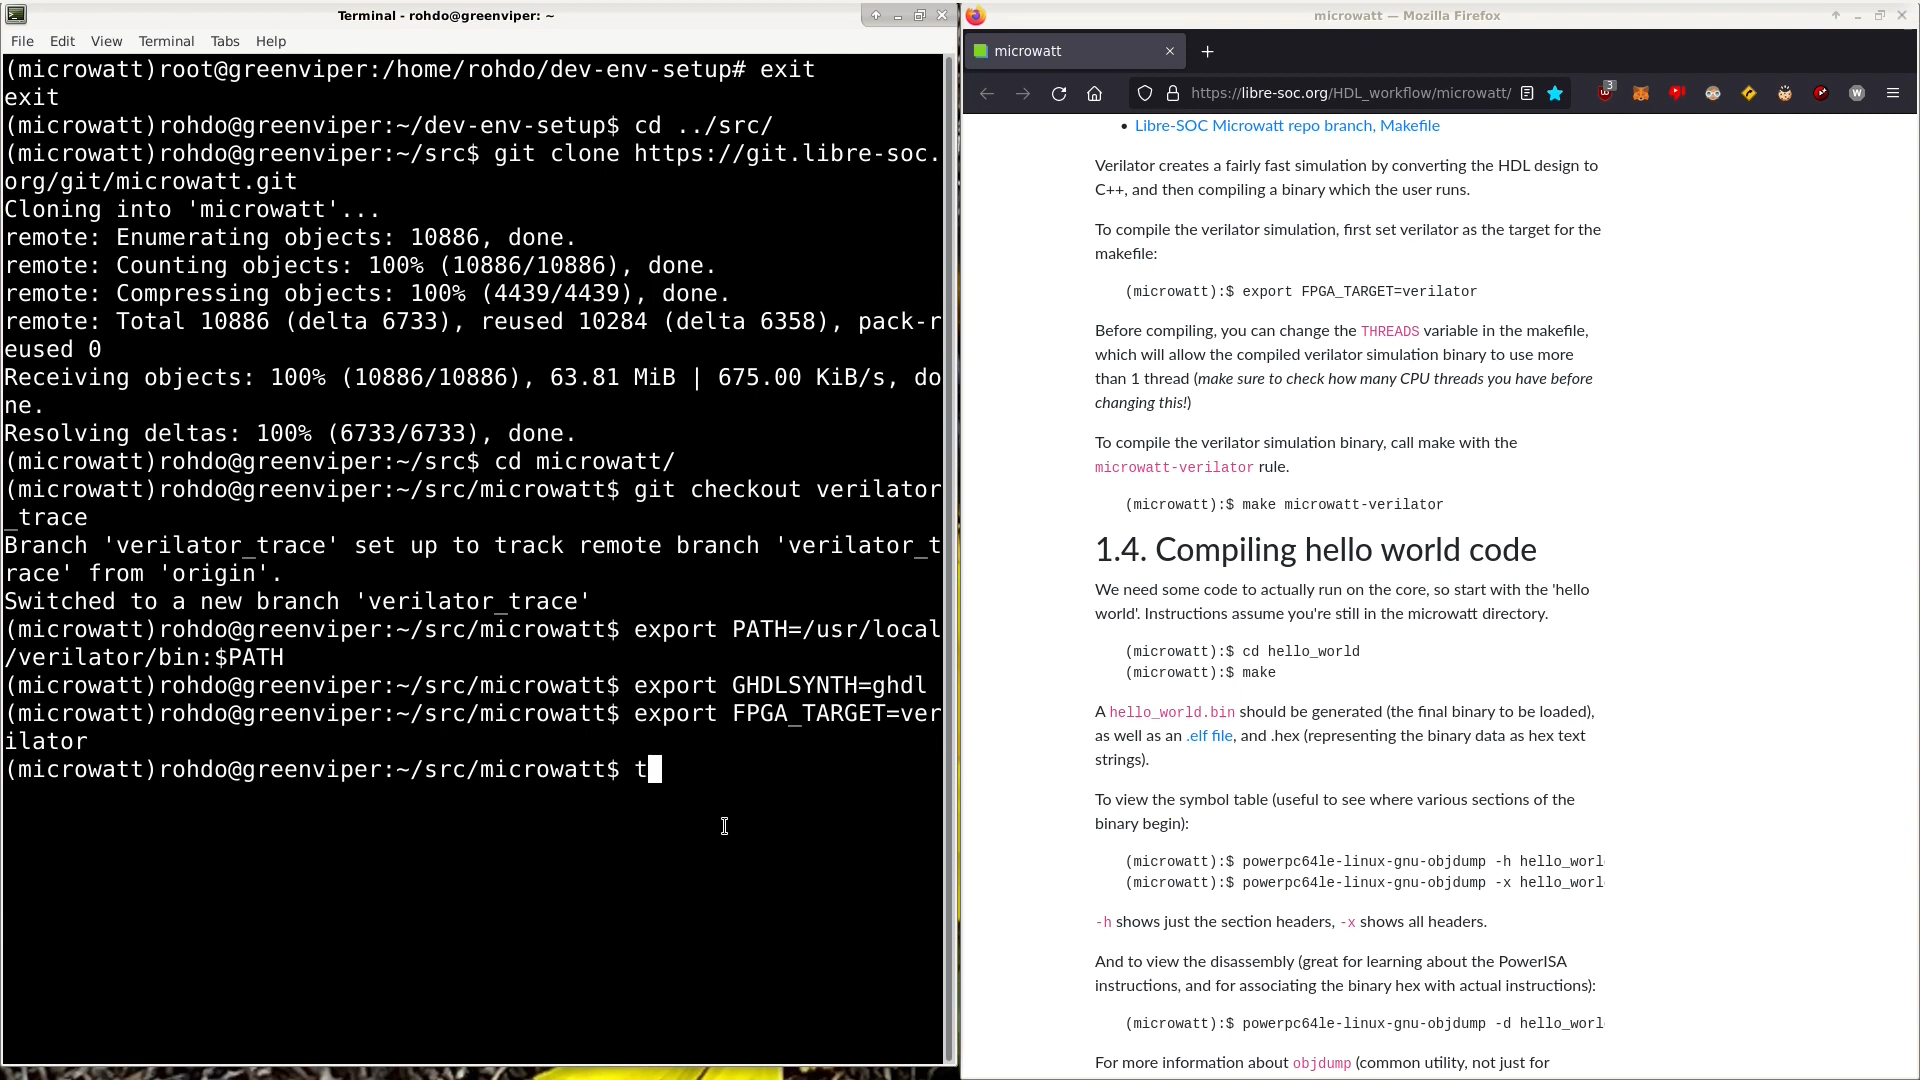 Terminal - rohdo@greenviper: ~
File Edit View Terminal Tabs Help
(microwatt)root@greenviper:/home/rohdo/dev-env-setup# exit
exit
(microwatt)rohdo@greenviper:~/dev-env-setup$ cd ../src/
(microwatt)rohdo@greenviper:~/src$ git clone https://git.libre-soc.
org/git/microwatt.git
Cloning into 'microwatt'...
remote: Enumerating objects: 10886, done.
remote: Counting objects: 100% (10886/10886), done.
remote: Compressing objects: 100% (4439/4439), done.
remote: Total 10886 (delta 6733), reused 10284 (delta 6358), pack-r
eused 0
Receiving objects: 100% (10886/10886), 63.81 MiB | 675.00 KiB/s, do
ne.
Resolving deltas: 100% (6733/6733), done.
(microwatt)rohdo@greenviper:~/src$ cd microwatt/
(microwatt)rohdo@greenviper:~/src/microwatt$ git checkout verilator
_trace
Branch 'verilator_trace' set up to track remote branch 'verilator_t
race' from 'origin'.
Switched to a new branch 'verilator_trace'
(microwatt)rohdo@greenviper:~/src/microwatt$ export PATH=/usr/local
/verilator/bin:$PATH
(microwatt)rohdo@greenviper:~/src/microwatt$ export GHDLSYNTH=ghdl
(microwatt)rohdo@greenviper:~/src/microwatt$ export FPGA_TARGET=ver
ilator
(microwatt)rohdo@greenviper:~/src/microwatt$ t
microwatt — Mozilla Firefox
microwatt
https://libre-soc.org/HDL_workflow/microwatt/
3
W
• Libre-SOC Microwatt repo branch, Makefile
Verilator creates a fairly fast simulation by converting the HDL design to
C++, and then compiling a binary which the user runs.
To compile the verilator simulation, first set verilator as the target for the
makefile:
(microwatt):$ export FPGA_TARGET=verilator
Before compiling, you can change the THREADS variable in the makefile,
which will allow the compiled verilator simulation binary to use more
than 1 thread (make sure to check how many CPU threads you have before
changing this!)
To compile the verilator simulation binary, call make with the
microwatt-verilator rule.
(microwatt):$ make microwatt-verilator
1.4. Compiling hello world code
We need some code to actually run on the core, so start with the 'hello
world'. Instructions assume you're still in the microwatt directory.
(microwatt):$ cd hello_world
(microwatt):$ make
A hello_world.bin should be generated (the final binary to be loaded),
as well as an .elf file, and .hex (representing the binary data as hex text
strings).
To view the symbol table (useful to see where various sections of the
binary begin):
(microwatt):$ powerpc64le-linux-gnu-objdump -h hello_worl
(microwatt):$ powerpc64le-linux-gnu-objdump -x hello_worl
-h shows just the section headers, -x shows all headers.
And to view the disassembly (great for learning about the PowerISA
instructions, and for associating the binary hex with actual instructions):
(microwatt):$ powerpc64le-linux-gnu-objdump -d hello_worl
For more information about objdump (common utility, not just for